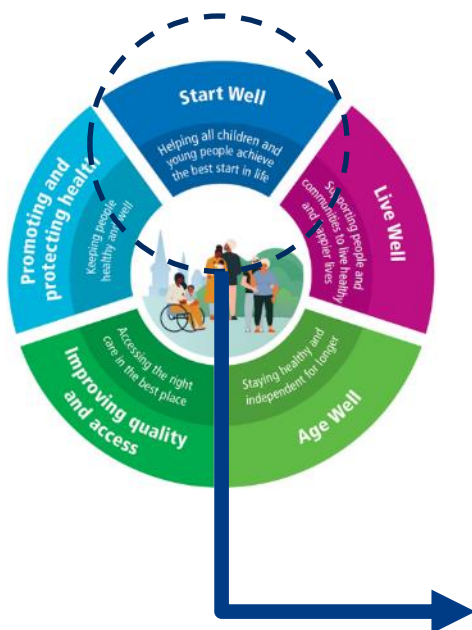 Start Well
Helping all children and
young people achieve
the best start in life
Live Well
Supporting people and
communities to live healthy
and happier lives
Age Well
Staying healthy and
independent for longer
Improving quality
and access
Accessing the right
care in the best place
Promoting and
protecting health
Keeping people
healthy and well